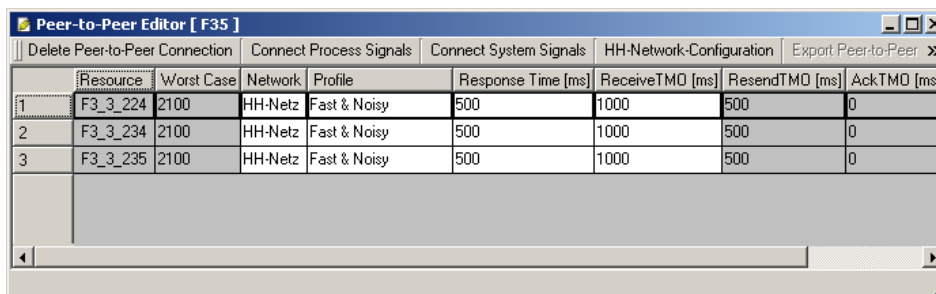 Peer-to-Peer Editor [ F35 ]
Delete Peer-to-Peer Connection Connect Process Signals Connect System Signals HH-Network-Configuration Export Peer-to-Peer »
Resource Worst Case Network Profile Response Time [ms] ReceiveTMO [ms] ResendTMO [ms] AckTMO [ms
1 F3_3_224 2100 HH-Netz Fast & Noisy 500 1000 500 0
2 F3_3_234 2100 HH-Netz Fast & Noisy 500 1000 500 0
3 F3_3_235 2100 HH-Netz Fast & Noisy 500 1000 500 0